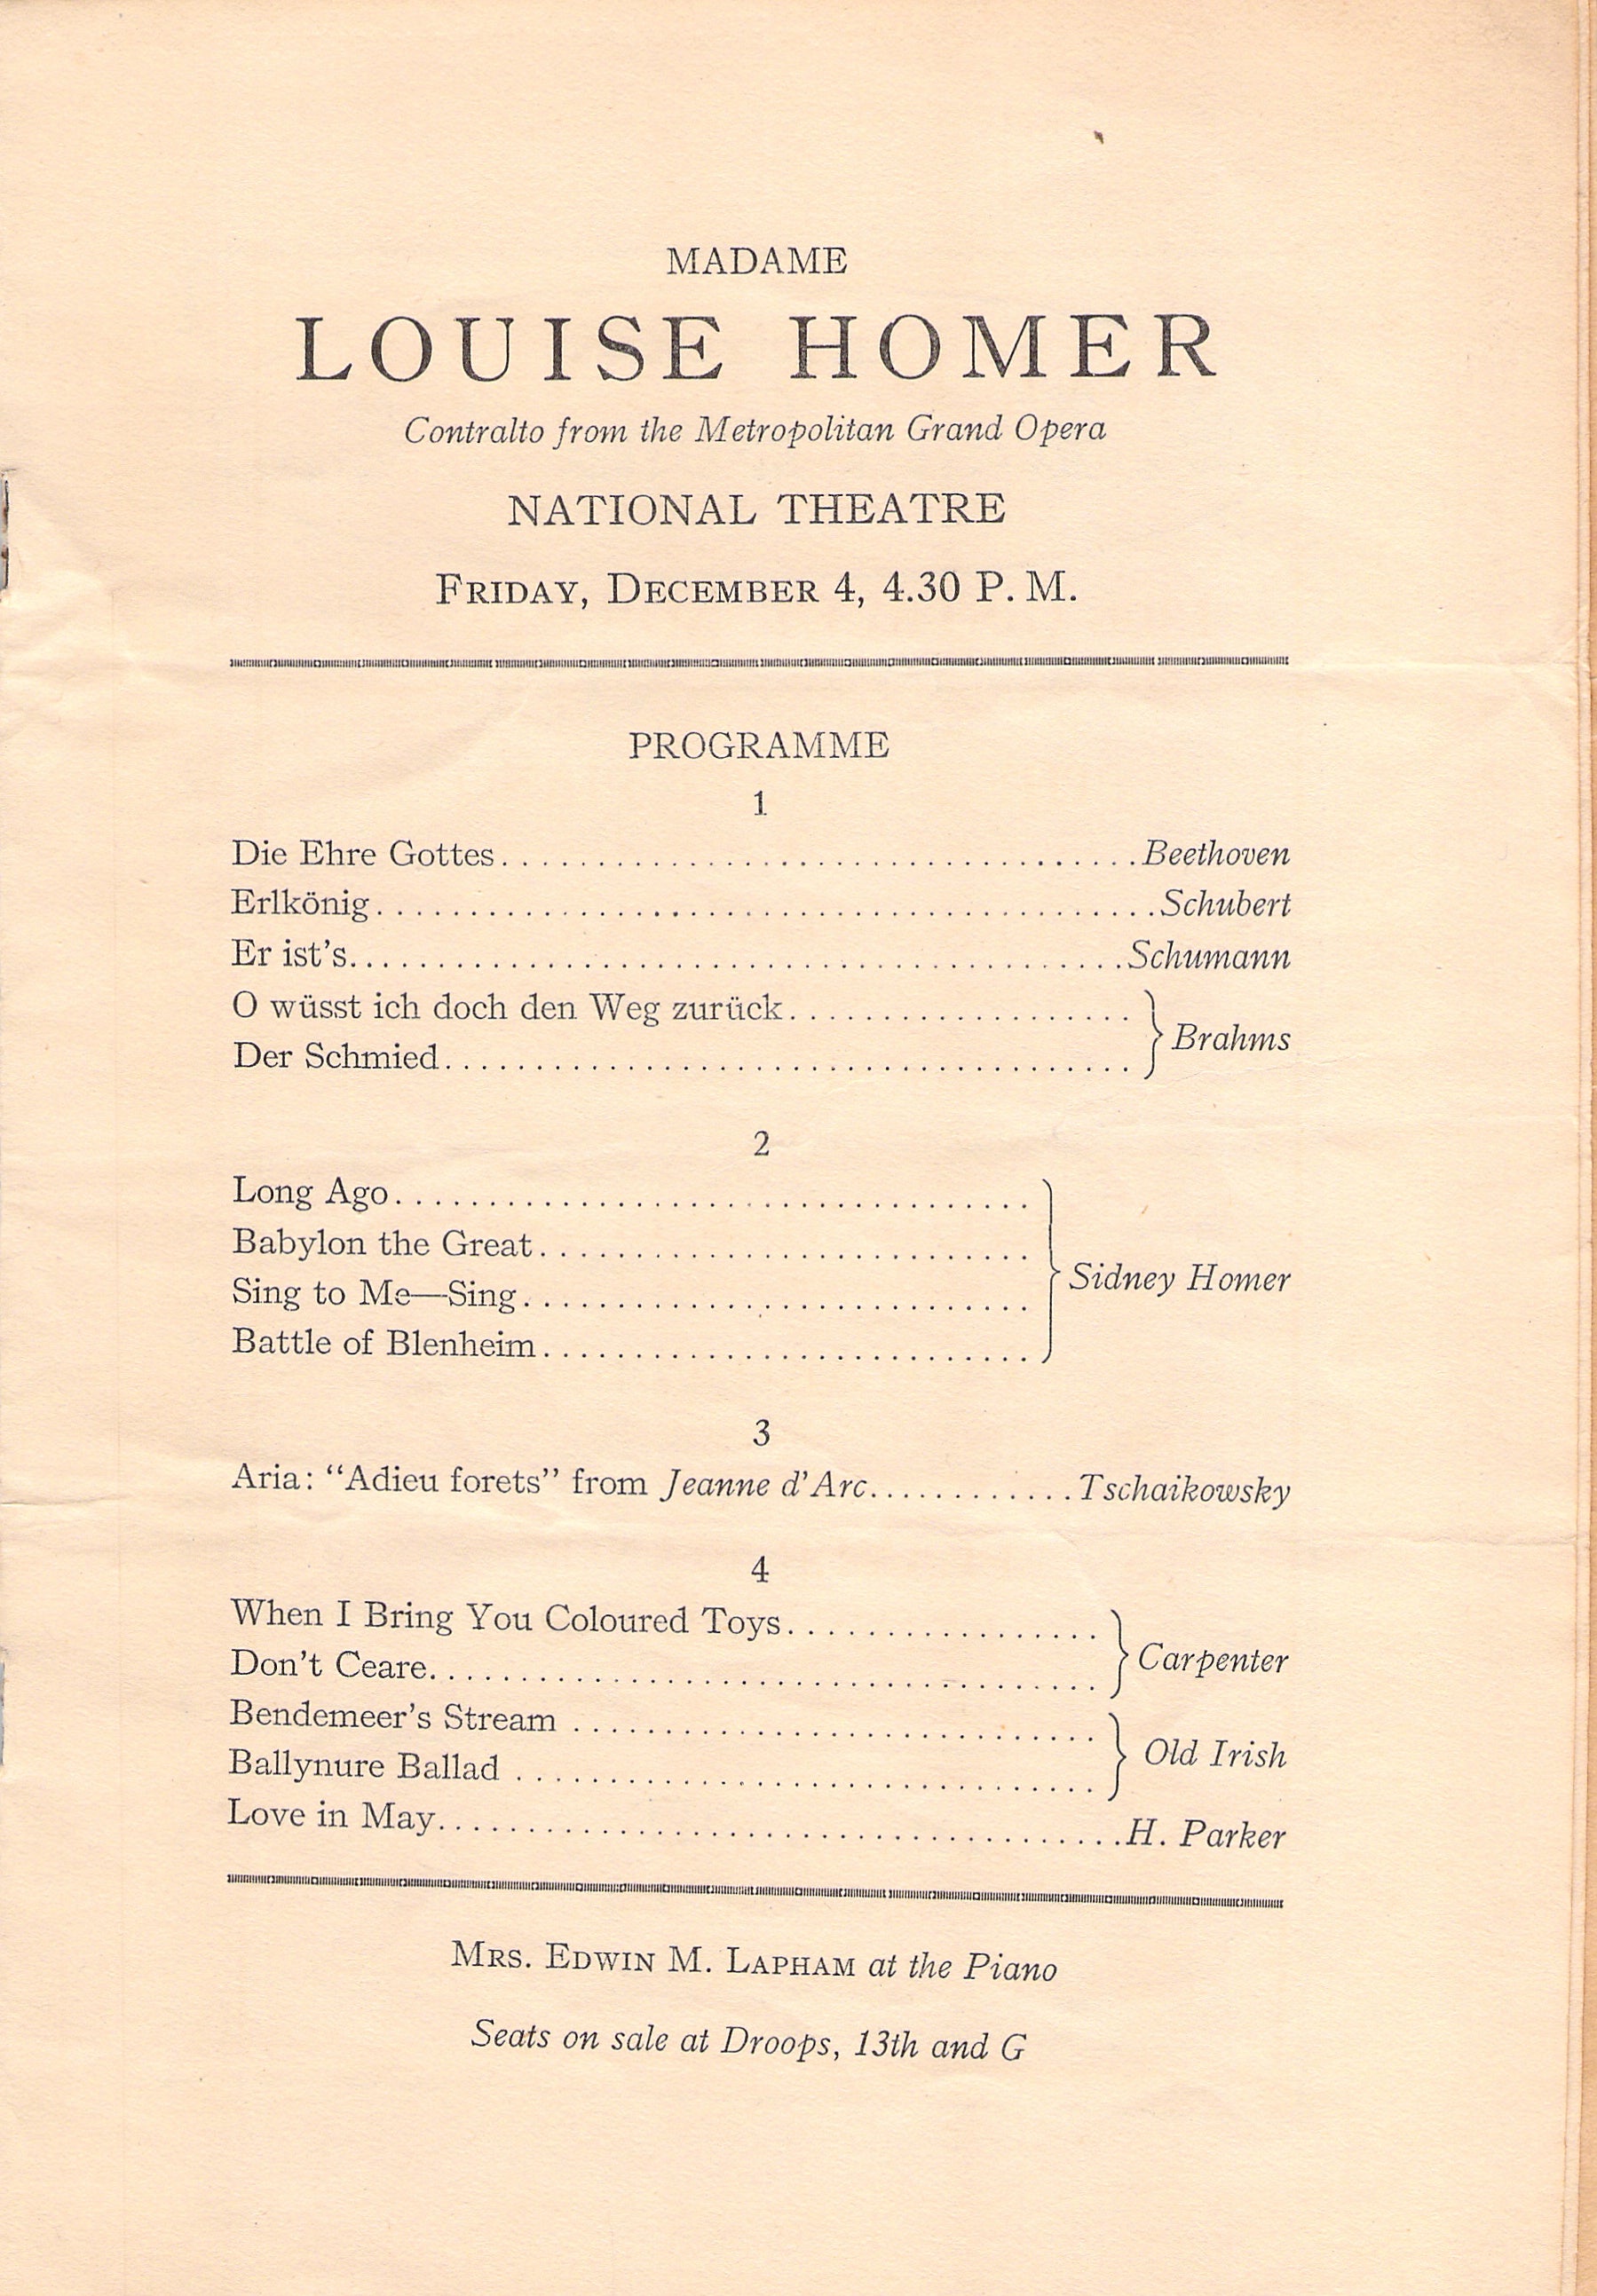 MADAME
LOUISE HOMER
Contralto from the Metropolitan Grand Opera
NATIONAL THEATRE
FRIDAY, DECEMBER 4, 4.30 P. M.
PROGRAMME
1
Die Ehre Gottes Beethoven
Erlkönig Schubert
Er ist's Schumann
O wüsst ich doch den Weg zurück
Brahms
Der Schmied
2
Long Ago
Babylon the Great
Sidney Homer
Sing to Me—Sing
Battle of Blenheim
3
Aria: "Adieu forets" from Jeanne d'Arc Tschaikowsky
4
When I Bring You Coloured Toys
Carpenter
Don't Ceare
Bendemeer's Stream
Old Irish
Ballynure Ballad
Love in May H. Parker
MRS. EDWIN M. LAPHAM at the Piano
Seats on sale at Droops, 13th and G